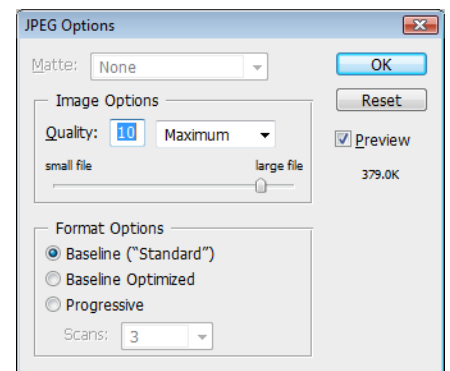 JPEG Options
Matte: None
OK
Image Options
Reset
Quality: 10 Maximum
Preview
small file large file
379.0K
Format Options
Baseline ("Standard")
Baseline Optimized
Progressive
Scans: 3